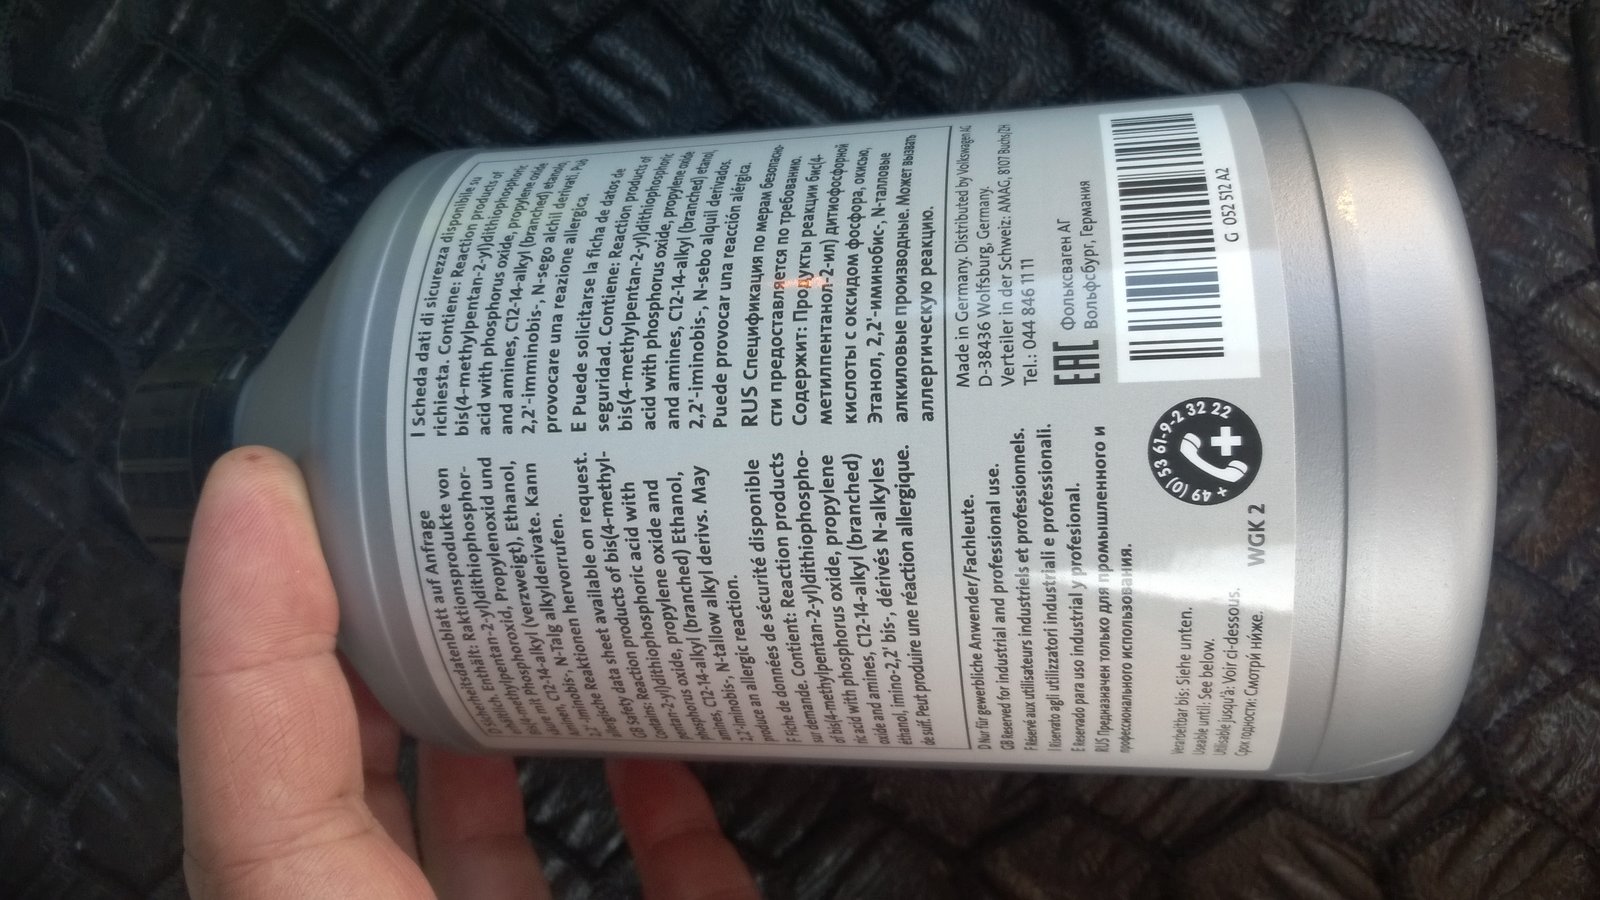 D Sicherheitsdatenblatt auf Anfrage
erhältlich. Enthält: Raktionsprodukte von
bis(4-methylpentan-2-yl)dithiophosphor-
säure mit phosphoroxid, Propylenoxid und
Aminen, C12-14-alkyl (verzweigt), Ethanol,
2,2'-iminobis-, N-Talg alkylderivate. Kann
allergische Reaktionen hervorrufen.
GB Safety data sheet available on request.
Contains: Reaction products of bis(4-methyl-
pentan-2-yl)dithiophosphoric acid with
phosphorus oxide, propylene oxide and
amines, C12-14-alkyl (branched) Ethanol,
2,2'-iminobis-, N-tallow alkyl derivs. May
produce an allergic reaction.
F Fiche de données de sécurité disponible
sur demande. Contient: Reaction products
of bis(4-methylpentan-2-yl)dithiophospho-
ric acid with phosphorus oxide, propylene
oxide and amines, C12-14-alkyl (branched)
éthanol, imino-2,2' bis-, dérivés N-alkyles
de suif. Peut produire une réaction allergique.
I Scheda dati di sicurezza disponibile su
richiesta. Contiene: Reaction products of
bis(4-methylpentan-2-yl)dithiophosphoric
acid with phosphorus oxide, propylene oxide
and amines, C12-14-alkyl (branched) etanolo,
2,2'-imminobis-, N-sego alchil derivati. Può
provocare una reazione allergica.
E Puede solicitarse la ficha de datos de
seguridad. Contiene: Reaction products of
bis(4-methylpentan-2-yl)dithiophosphoric
acid with phosphorus oxide, propylene oxide
and amines, C12-14-alkyl (branched) etanol,
2,2'-iminobis-, N-sebo alquil derivados.
Puede provocar una reacción alérgica.
RUS Спецификация по мерам безопасно-
сти предоставляется по требованию.
Содержит: Продукты реакции бис(4-
метилпентанол-2-ил) дитиофосфорной
кислоты с оксидом фосфора, окисью,
Этанол, 2,2'-иминобис-, N-талловые
алкиловые производные. Может вызвать
аллергическую реакцию.
D Nur für gewerbliche Anwender/Fachleute.
GB Reserved for industrial and professional use.
F Réservé aux utilisateurs industriels et professionnels.
I Riservato agli utilizzatori industriali e professionali.
E Reservado para uso industrial y profesional.
RUS Предназначен только для промышленного и
профессионального использования.
Made in Germany. Distributed by Volkswagen AG
D-38436 Wolfsburg, Germany.
Verteiler in der Schweiz: AMAG, 8107 Buchs/ZH
Tel.: 044 846 11 11
EAC
Фольксваген АГ
Вольфсбург, Германия
Verarbeitbar bis: Siehe unten.
Useable until: See below.
Utilisable jusqu'à: Voir ci-dessous.
Срок годности: Смотри ниже.
WGK 2
+ 49 (0) 53 61-9-2 32 22
G 052 512 A2